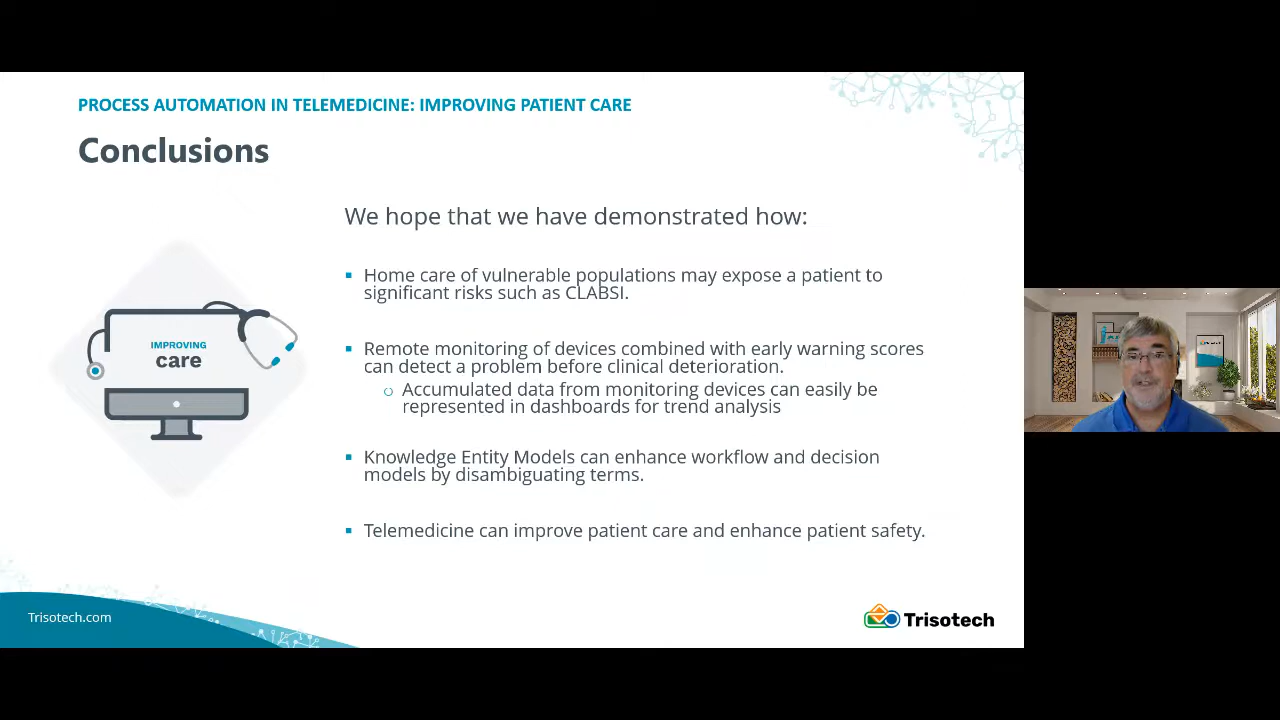 PROCESS AUTOMATION IN TELEMEDICINE: IMPROVING PATIENT CARE
Conclusions
We hope that we have demonstrated how:
Home care of vulnerable populations may expose a patient to
significant risks such as CLABSI.
Remote monitoring of devices combined with early warning scores
can detect a problem before clinical deterioration.
Accumulated data from monitoring devices can easily be
represented in dashboards for trend analysis
Knowledge Entity Models can enhance workflow and decision
models by disambiguating terms.
Telemedicine can improve patient care and enhance patient safety.
IMPROVING
care
Trisotech.com
Trisotech